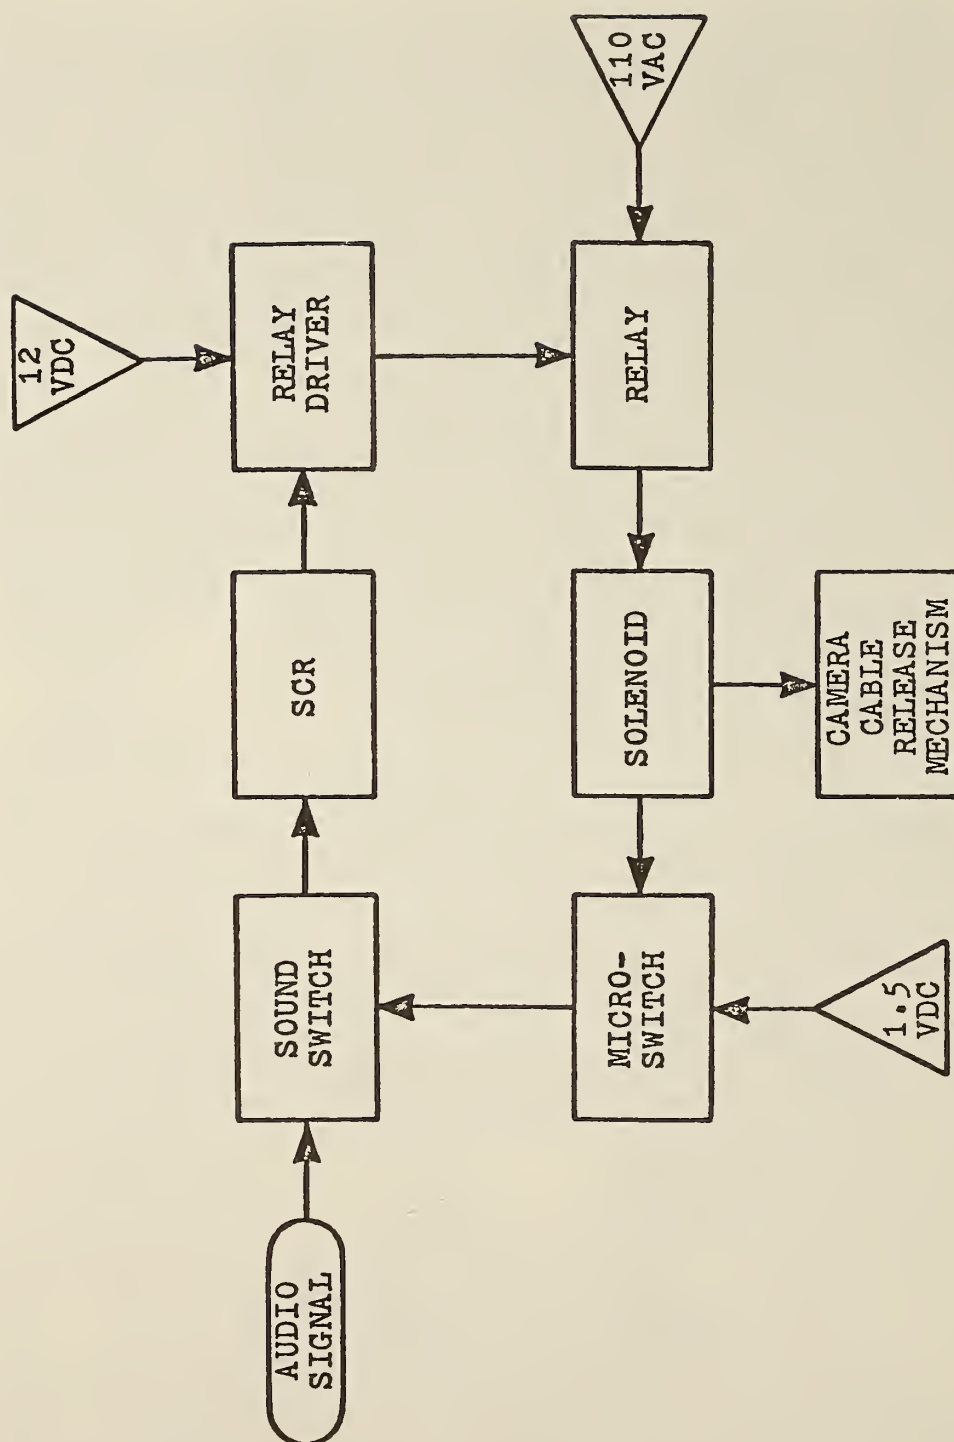 12
VDC
110
VAC
RELAY
DRIVER
RELAY
SCR
SOLENOID
CAMERA
CABLE
RELEASE
MECHANISM
SOUND
SWITCH
MICRO-
SWITCH
1.5
VDC
AUDIO
SIGNAL